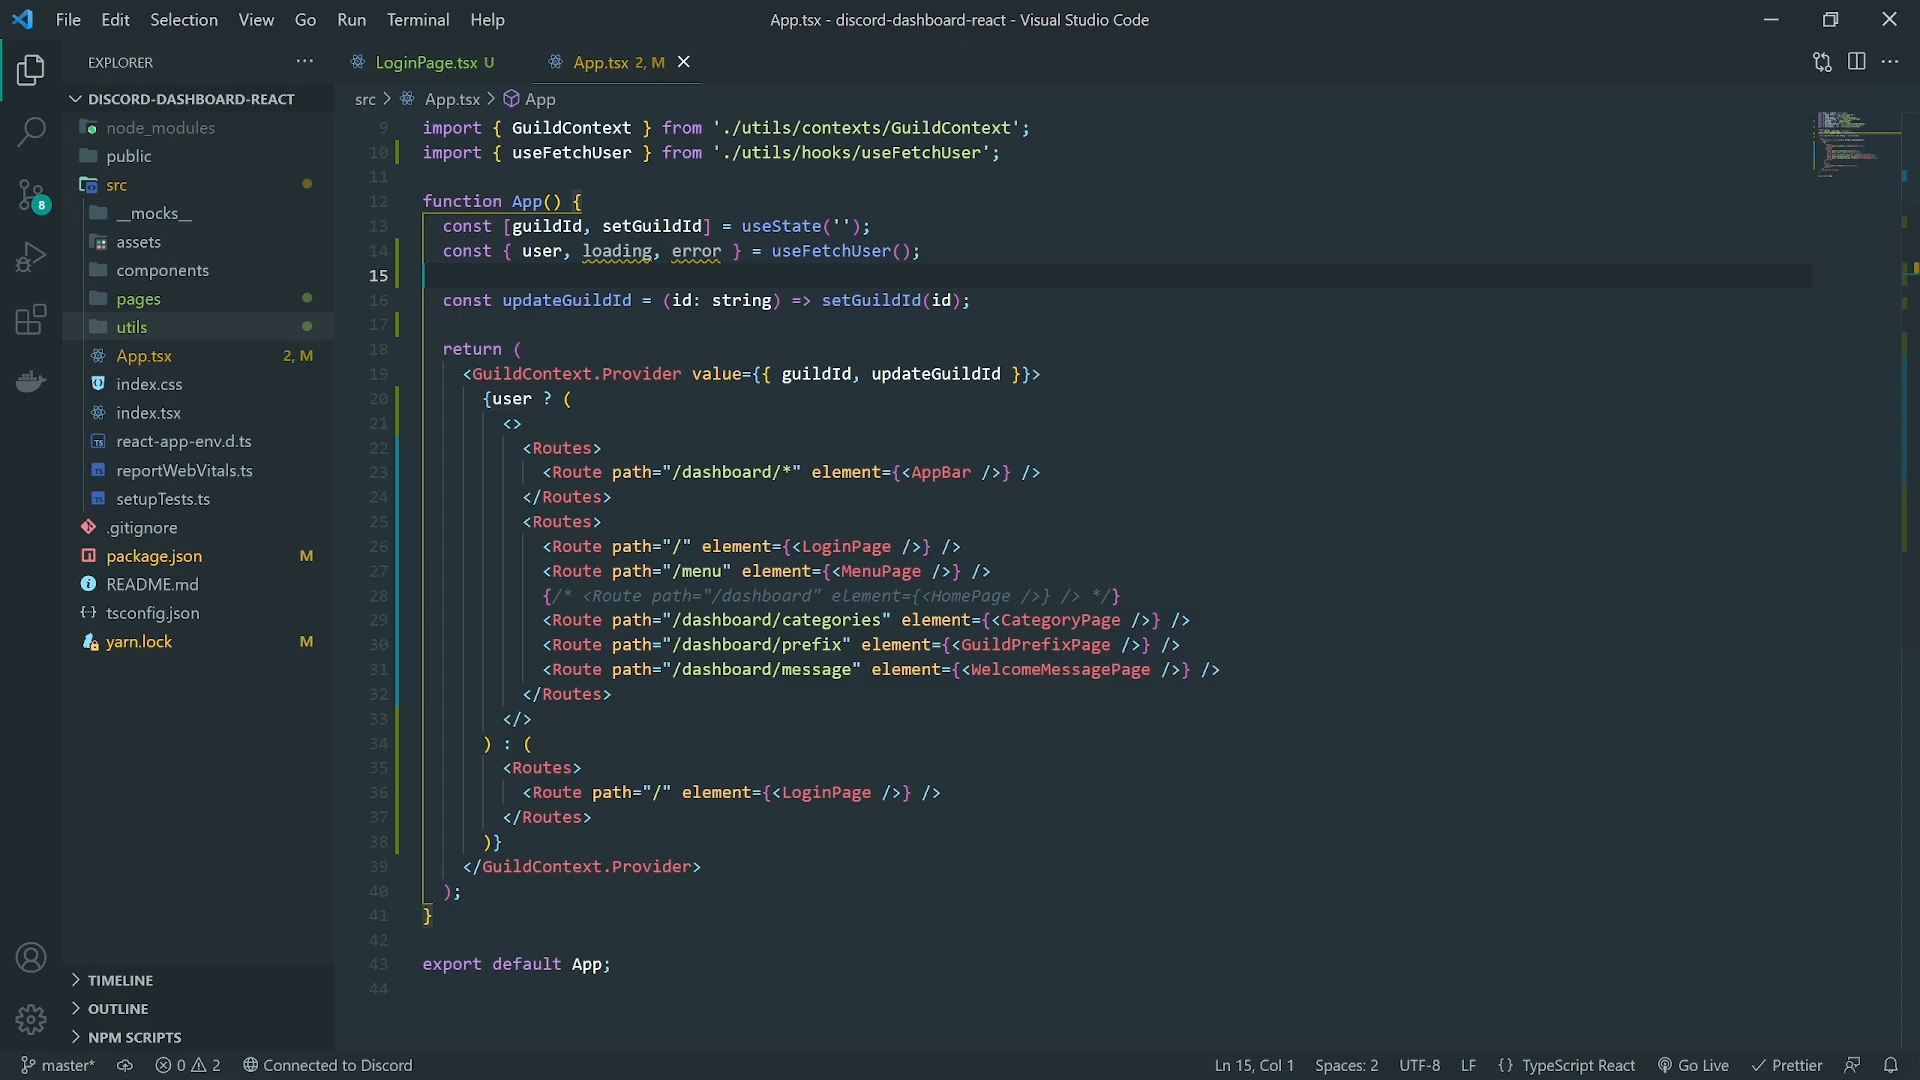 File Edit Selection View Go Run Terminal Help
App.tsx - discord-dashboard-react - Visual Studio Code
EXPLORER
LoginPage.tsx U
App.tsx 2, M
DISCORD-DASHBOARD-REACT
node_modules
public
src
__mocks__
assets
components
pages
utils
App.tsx 2, M
index.css
index.tsx
react-app-env.d.ts
reportWebVitals.ts
setupTests.ts
.gitignore
package.json M
README.md
tsconfig.json
yarn.lock M
TIMELINE
OUTLINE
NPM SCRIPTS
8
src > App.tsx > App
9 import { GuildContext } from './utils/contexts/GuildContext';
10 import { useFetchUser } from './utils/hooks/useFetchUser';
11
12 function App() {
13 const [guildId, setGuildId] = useState('');
14 const { user, loading, error } = useFetchUser();
15
16 const updateGuildId = (id: string) => setGuildId(id);
17
18 return (
19 <GuildContext.Provider value={{ guildId, updateGuildId }}>
20 {user ? (
21 <>
22 <Routes>
23 <Route path="/dashboard/*" element={<AppBar />} />
24 </Routes>
25 <Routes>
26 <Route path="/" element={<LoginPage />} />
27 <Route path="/menu" element={<MenuPage />} />
28 {/* <Route path="/dashboard" element={<HomePage />} /> */}
29 <Route path="/dashboard/categories" element={<CategoryPage />} />
30 <Route path="/dashboard/prefix" element={<GuildPrefixPage />} />
31 <Route path="/dashboard/message" element={<WelcomeMessagePage />} />
32 </Routes>
33 </>
34 ) : (
35 <Routes>
36 <Route path="/" element={<LoginPage />} />
37 </Routes>
38 )}
39 </GuildContext.Provider>
40 );
41 }
42
43 export default App;
44
master* 0 2 Connected to Discord
Ln 15, Col 1 Spaces: 2 UTF-8 LF {} TypeScript React Go Live Prettier